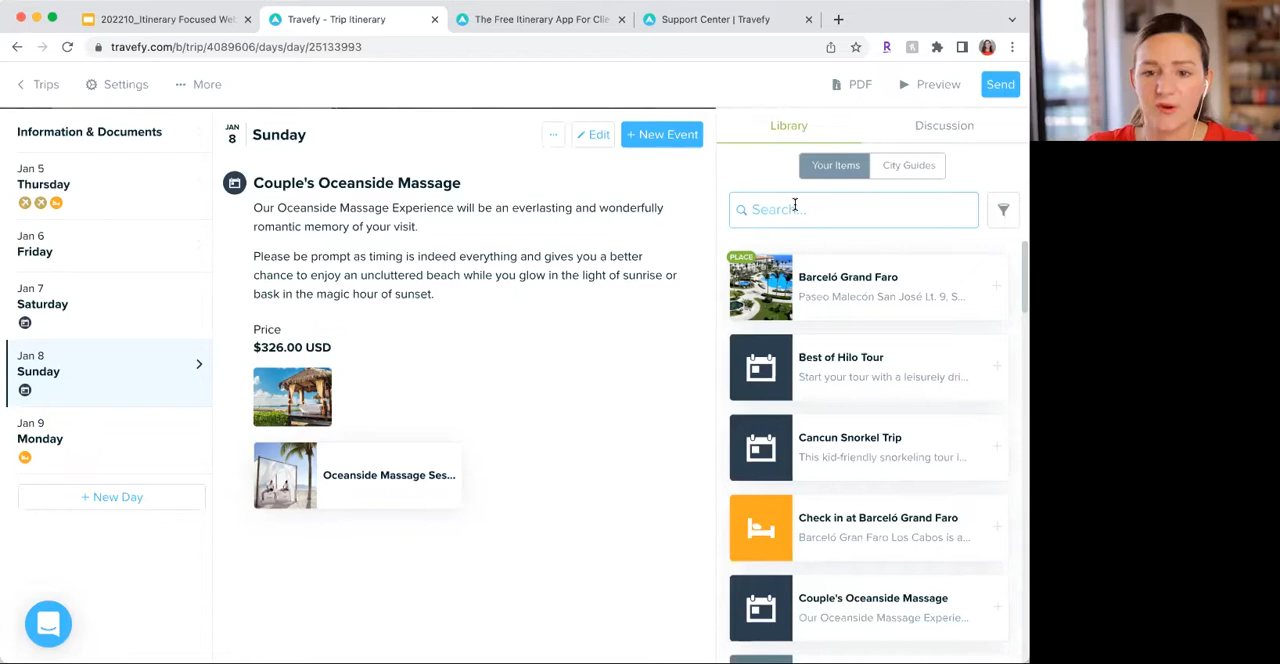 202210_Itinerary Focused Web
Travefy - Trip Itinerary
The Free Itinerary App For Clie
Support Center | Travefy
travefy.com/b/trip/4089606/days/day/25133993
R
Trips
Settings
More
PDF
Preview
Send
Information & Documents
Jan 5
Thursday
Jan 6
Friday
Jan 7
Saturday
Jan 8
Sunday
Jan 9
Monday
+ New Day
JAN
8
Sunday
Edit
+ New Event
Couple's Oceanside Massage
Our Oceanside Massage Experience will be an everlasting and wonderfully
romantic memory of your visit.
Please be prompt as timing is indeed everything and gives you a better
chance to enjoy an uncluttered beach while you glow in the light of sunrise or
bask in the magic hour of sunset.
Price
$326.00 USD
Oceanside Massage Ses...
Library
Discussion
Your Items
City Guides
Search...
PLACE
Barceló Grand Faro
Paseo Malecón San José Lt. 9, S...
Best of Hilo Tour
Start your tour with a leisurely dri...
Cancun Snorkel Trip
This kid-friendly snorkeling tour i...
Check in at Barceló Grand Faro
Barceló Gran Faro Los Cabos is a...
Couple's Oceanside Massage
Our Oceanside Massage Experie...